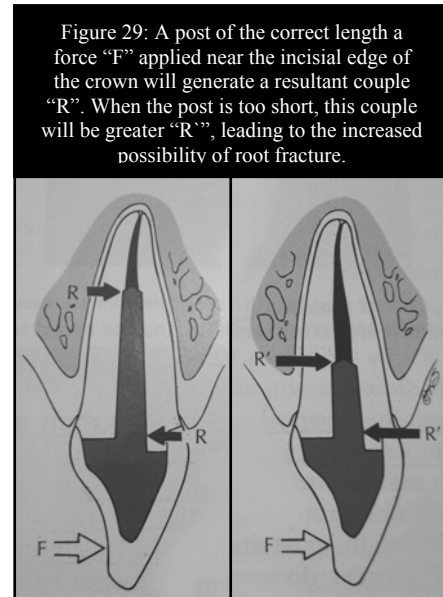 Figure 29: A post of the correct length a
force “F” applied near the incisial edge of
the crown will generate a resultant couple
“R”. When the post is too short, this couple
will be greater “R`”, leading to the increased
possibility of root fracture.
R
R
F
R'
R'
F